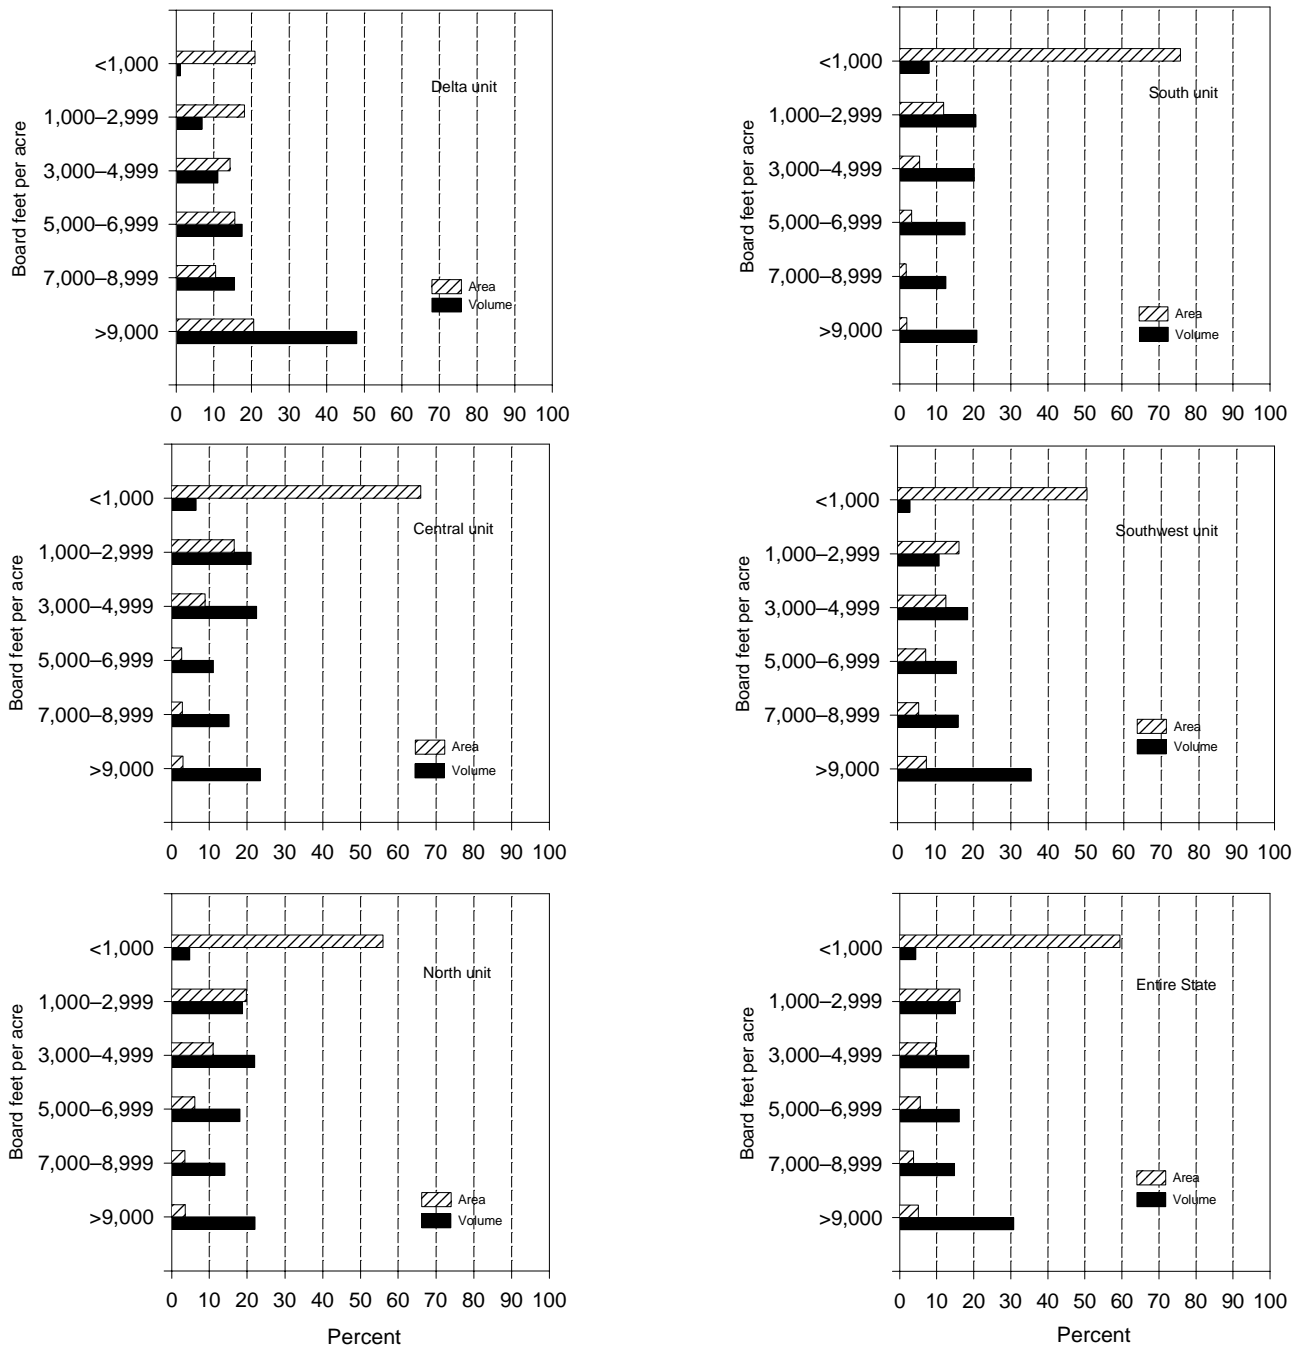 Delta unit
Board feet per acre
<1,000
1,000–2,999
3,000–4,999
5,000–6,999
7,000–8,999
>9,000
Area
Volume
0 10 20 30 40 50 60 70 80 90 100
South unit
Board feet per acre
<1,000
1,000–2,999
3,000–4,999
5,000–6,999
7,000–8,999
>9,000
Area
Volume
0 10 20 30 40 50 60 70 80 90 100
Central unit
Board feet per acre
<1,000
1,000–2,999
3,000–4,999
5,000–6,999
7,000–8,999
>9,000
Area
Volume
0 10 20 30 40 50 60 70 80 90 100
Southwest unit
Board feet per acre
<1,000
1,000–2,999
3,000–4,999
5,000–6,999
7,000–8,999
>9,000
Area
Volume
0 10 20 30 40 50 60 70 80 90 100
North unit
Board feet per acre
<1,000
1,000–2,999
3,000–4,999
5,000–6,999
7,000–8,999
>9,000
Area
Volume
0 10 20 30 40 50 60 70 80 90 100
Percent
Entire State
Board feet per acre
<1,000
1,000–2,999
3,000–4,999
5,000–6,999
7,000–8,999
>9,000
Area
Volume
0 10 20 30 40 50 60 70 80 90 100
Percent